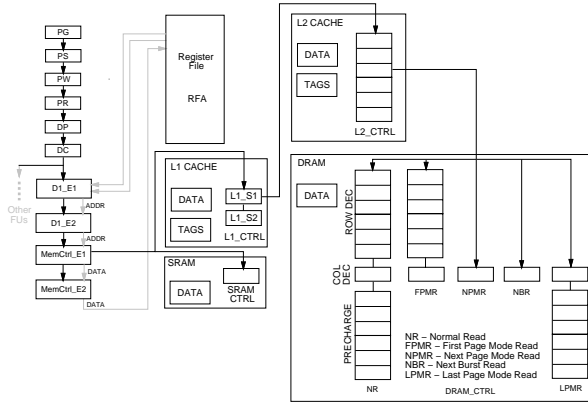 PG
PS
PW
PR
DP
DC
Other
FUs
D1_E1
ADDR
D1_E2
ADDR
MemCtrl_E1
DATA
MemCtrl_E2
DATA
Register
File
RFA
L1 CACHE
DATA
TAGS
L1_S1
L1_S2
L1_CTRL
SRAM
DATA
SRAM
CTRL
L2 CACHE
DATA
TAGS
L2_CTRL
DRAM
DATA
ROW DEC
COL
DEC
PRECHARGE
NR
FPMR
NPMR
NBR
LPMR
NR – Normal Read
FPMR – First Page Mode Read
NPMR – Next Page Mode Read
NBR – Next Burst Read
LPMR – Last Page Mode Read
DRAM_CTRL